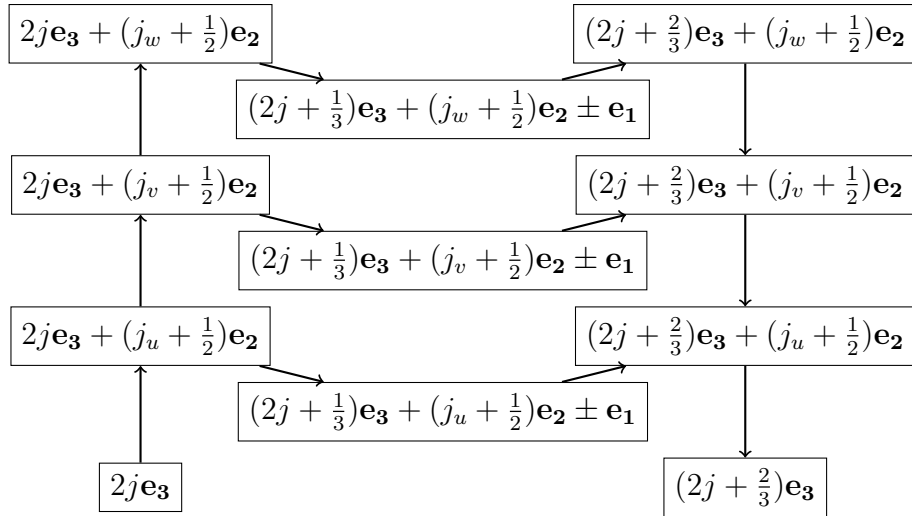 2j𝐞₃ + (j_w + ½)𝐞₂
(2j + ⅔)𝐞₃ + (j_w + ½)𝐞₂
(2j + ⅓)𝐞₃ + (j_w + ½)𝐞₂ ± 𝐞₁
2j𝐞₃ + (j_v + ½)𝐞₂
(2j + ⅔)𝐞₃ + (j_v + ½)𝐞₂
(2j + ⅓)𝐞₃ + (j_v + ½)𝐞₂ ± 𝐞₁
2j𝐞₃ + (j_u + ½)𝐞₂
(2j + ⅔)𝐞₃ + (j_u + ½)𝐞₂
(2j + ⅓)𝐞₃ + (j_u + ½)𝐞₂ ± 𝐞₁
2j𝐞₃
(2j + ⅔)𝐞₃